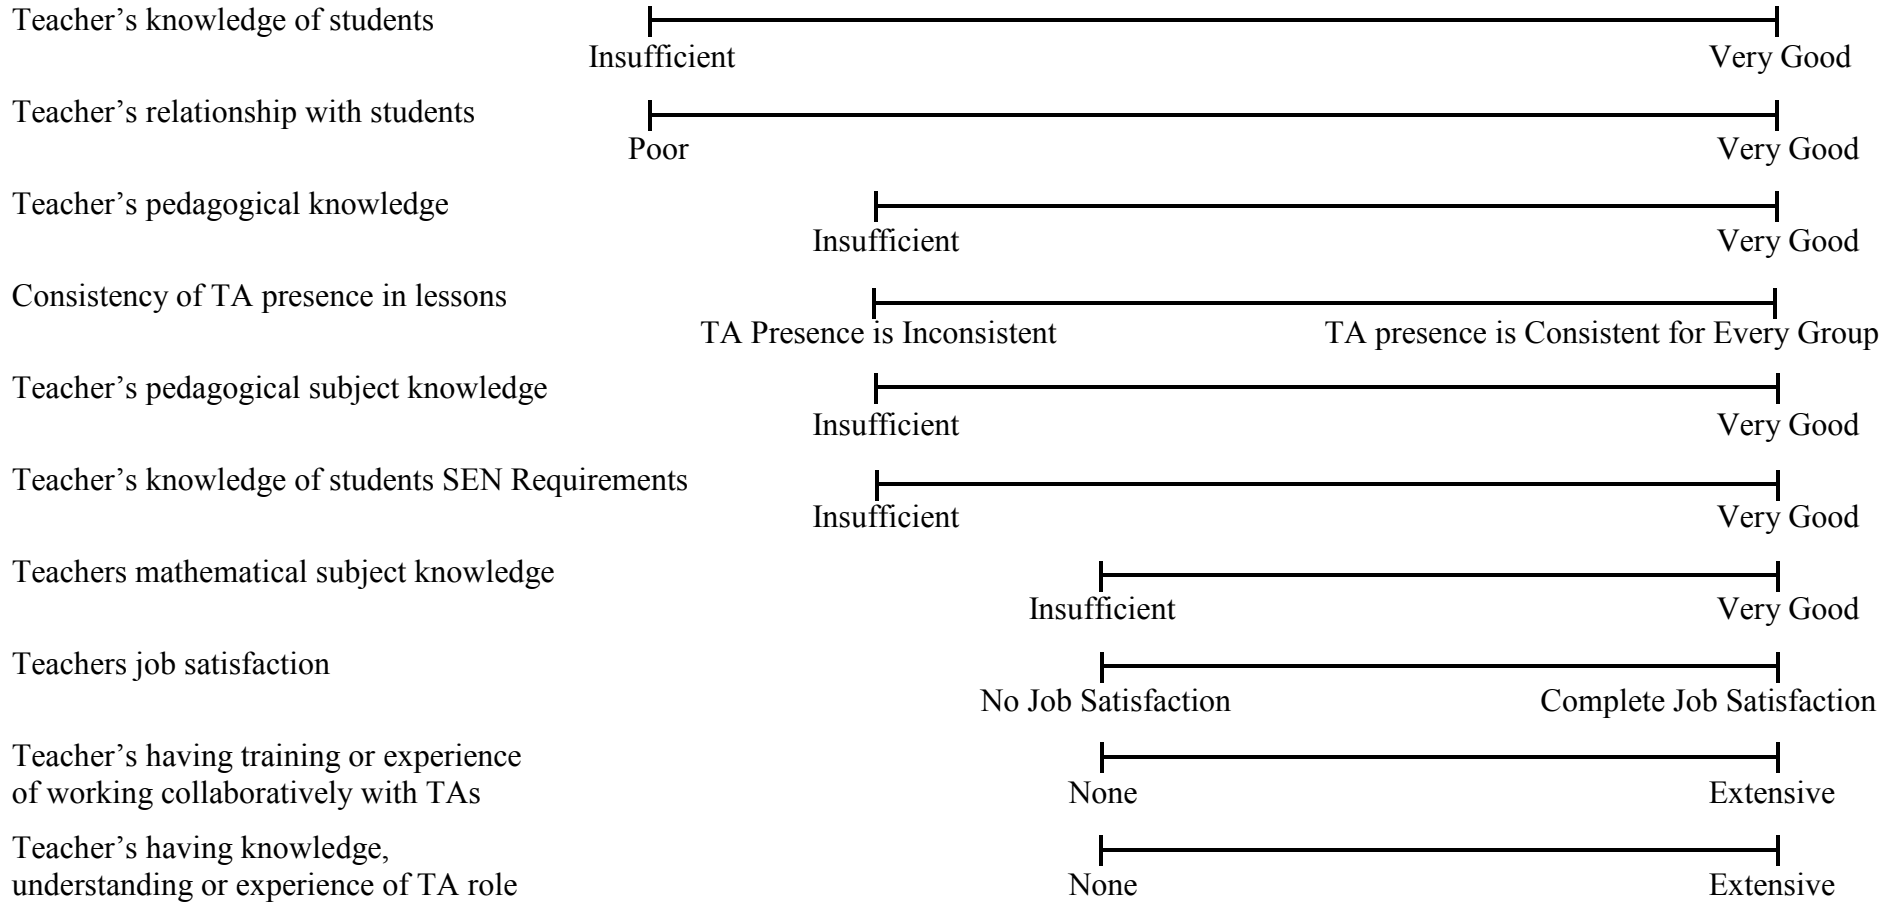 Teacher’s knowledge of students
Insufficient Very Good
Teacher’s relationship with students
Poor Very Good
Teacher’s pedagogical knowledge
Insufficient Very Good
Consistency of TA presence in lessons
TA Presence is Inconsistent TA presence is Consistent for Every Group
Teacher’s pedagogical subject knowledge
Insufficient Very Good
Teacher’s knowledge of students SEN Requirements
Insufficient Very Good
Teachers mathematical subject knowledge
Insufficient Very Good
Teachers job satisfaction
No Job Satisfaction Complete Job Satisfaction
Teacher’s having training or experience
of working collaboratively with TAs None Extensive
Teacher’s having knowledge,
understanding or experience of TA role None Extensive